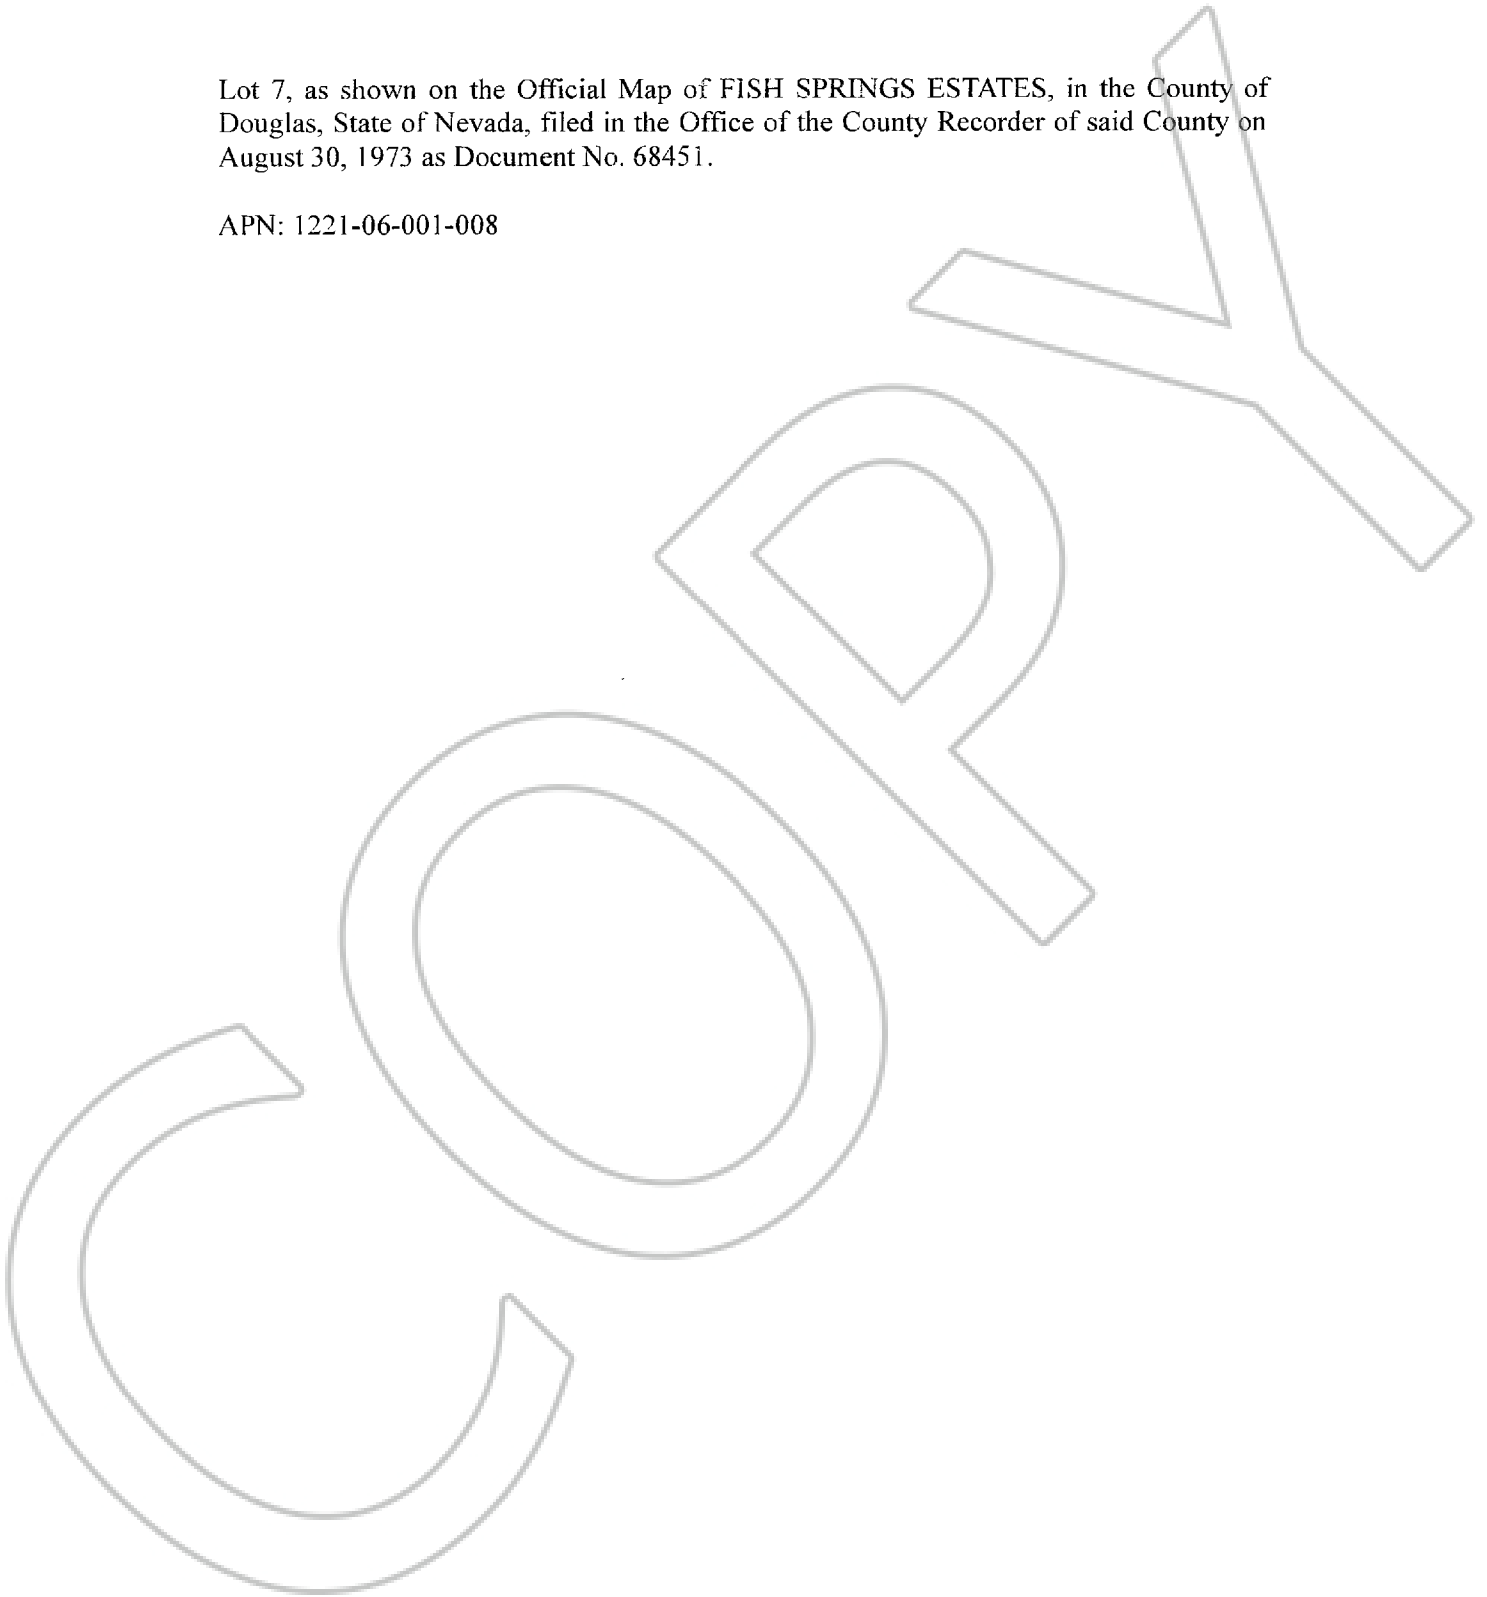 Lot 7, as shown on the Official Map of FISH SPRINGS ESTATES, in the County of
Douglas, State of Nevada, filed in the Office of the County Recorder of said County on
August 30, 1973 as Document No. 68451.
APN: 1221-06-001-008
COPY